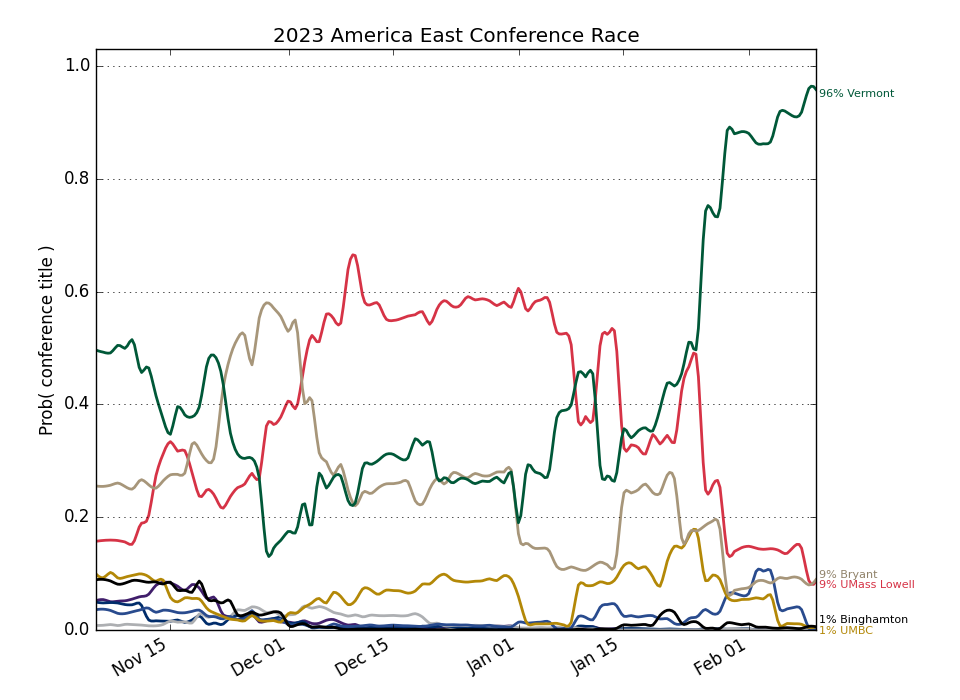 2023 America East Conference Race
Prob( conference title )
1.0
0.8
0.6
0.4
0.2
0.0
Nov 15
Dec 01
Dec 15
Jan 01
Jan 15
Feb 01
96% Vermont
9% Bryant
9% UMass Lowell
1% Binghamton
1% UMBC